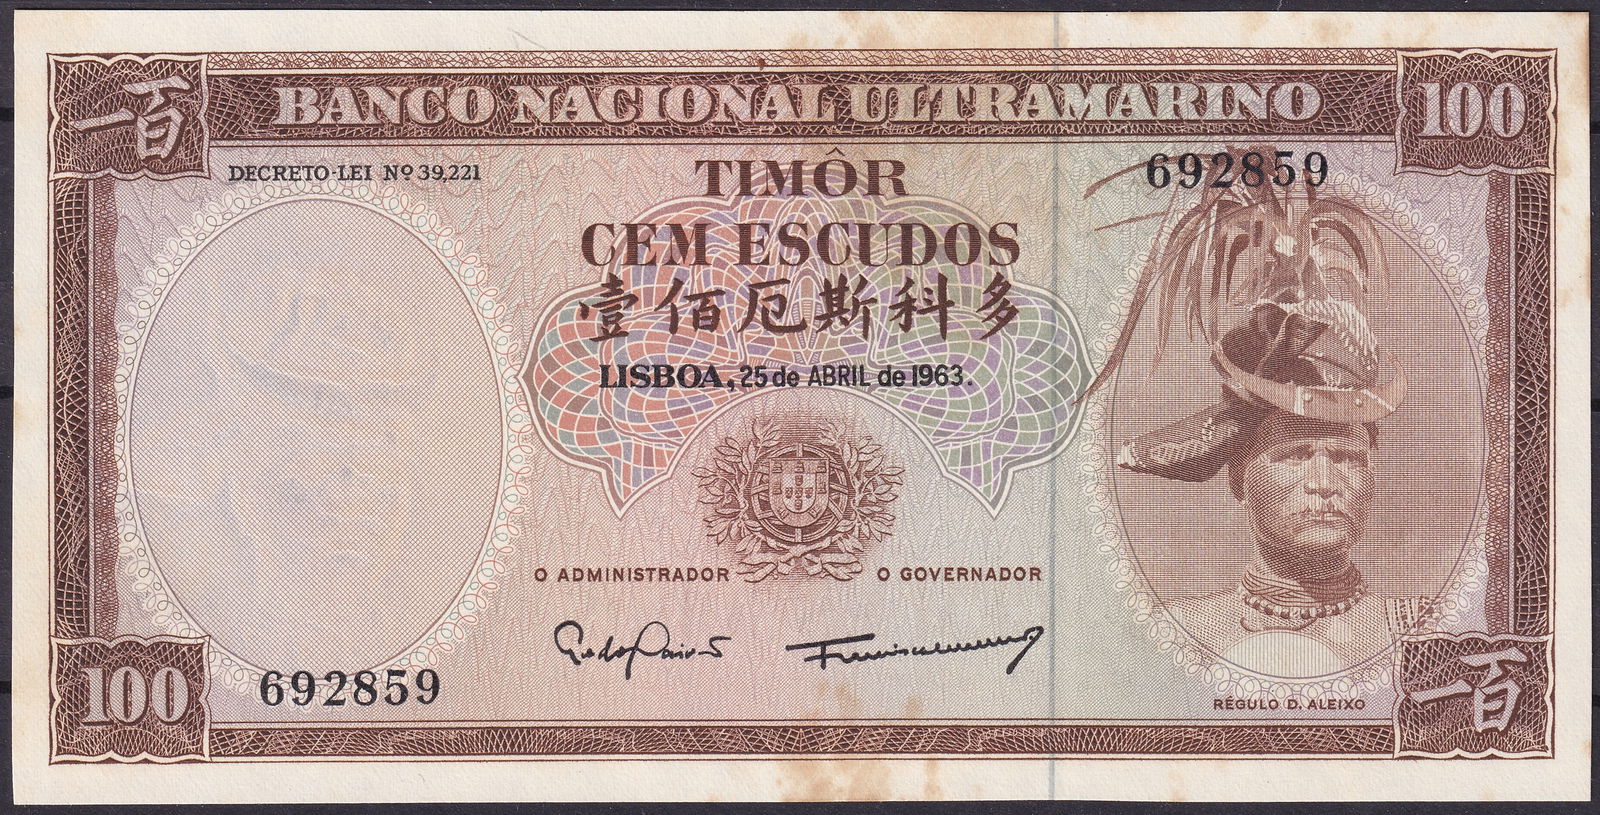 一百
BANCO NACIONAL ULTRAMARINO
100
DECRETO-LEI Nº 39,221
TIMÔR
692859
CEM ESCUDOS
壹佰厄斯科多
LISBOA, 25 de ABRIL de 1963.
O ADMINISTRADOR
O GOVERNADOR
100
692859
RÉGULO D. ALEIXO
一百